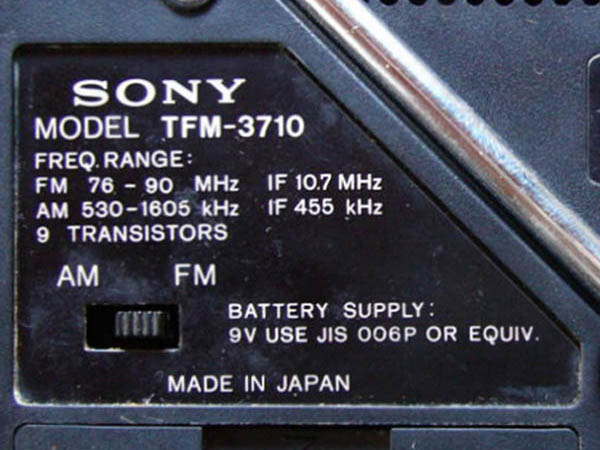 SONY
MODEL TFM-3710
FREQ. RANGE:
FM 76 - 90 MHz IF 10.7 MHz
AM 530-1605 kHz IF 455 kHz
9 TRANSISTORS
AM FM
BATTERY SUPPLY:
9V USE JIS 006P OR EQUIV.
MADE IN JAPAN